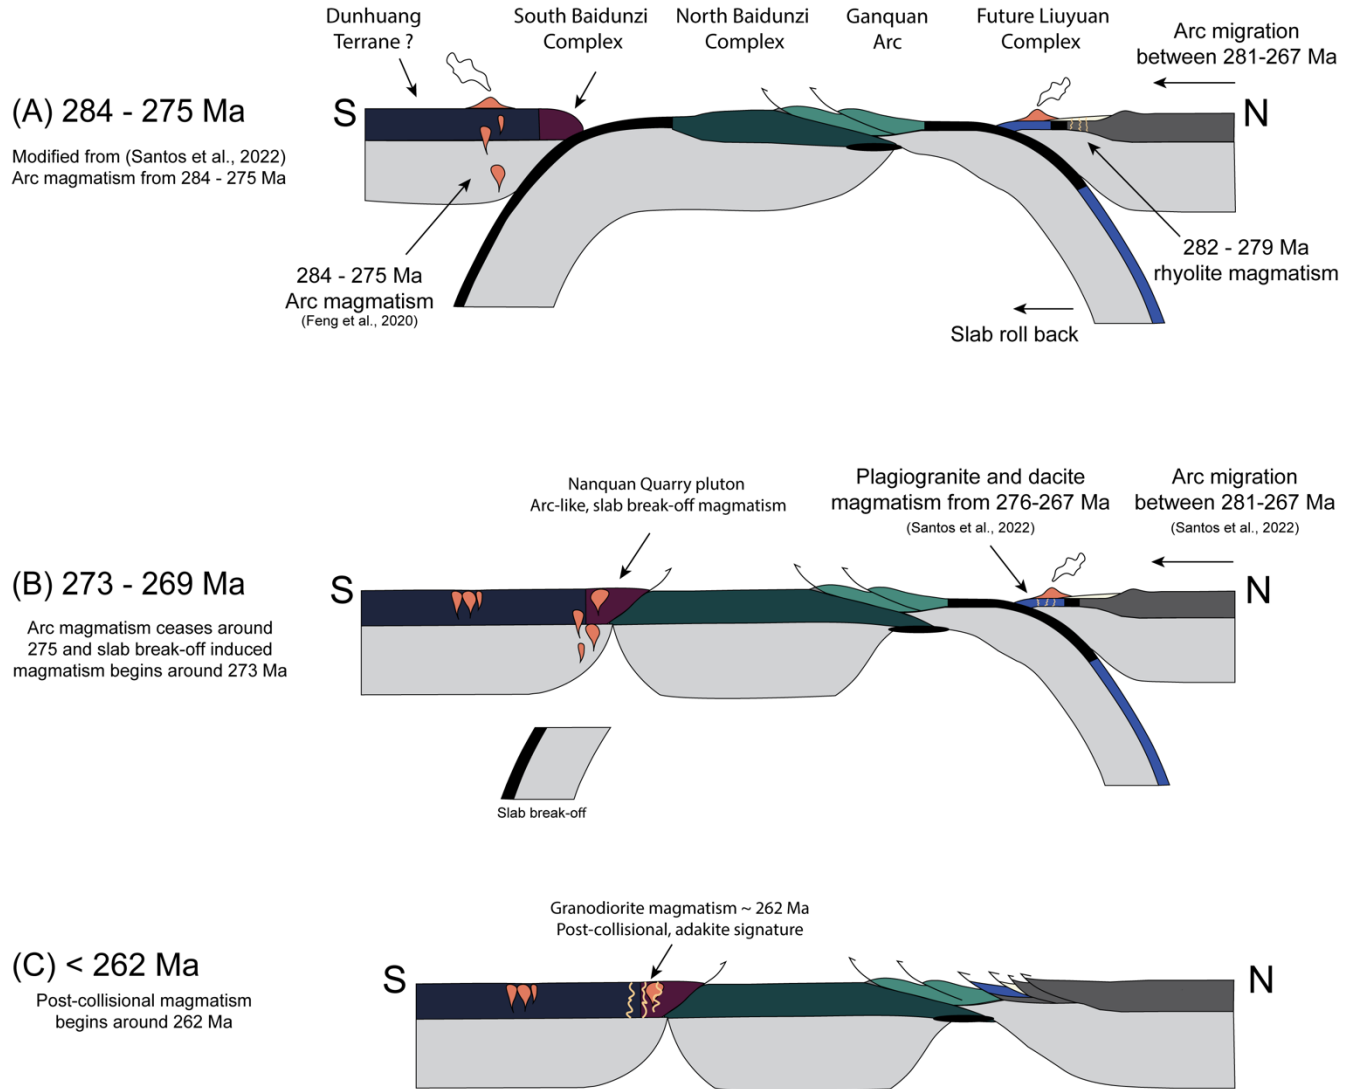 Dunhuang
Terrane ?
South Baidunzi
Complex
North Baidunzi
Complex
Ganquan
Arc
Future Liuyuan
Complex
Arc migration
between 281-267 Ma
(A) 284 - 275 Ma
S
N
Modified from (Santos et al., 2022)
Arc magmatism from 284 - 275 Ma
284 - 275 Ma
Arc magmatism
(Feng et al., 2020)
282 - 279 Ma
rhyolite magmatism
Slab roll back
Nanquan Quarry pluton
Arc-like, slab break-off magmatism
Plagiogranite and dacite
magmatism from 276-267 Ma
(Santos et al., 2022)
Arc migration
between 281-267 Ma
(Santos et al., 2022)
(B) 273 - 269 Ma
S
N
Arc magmatism ceases around
275 and slab break-off induced
magmatism begins around 273 Ma
Slab break-off
Granodiorite magmatism ~ 262 Ma
Post-collisional, adakite signature
(C) < 262 Ma
S
N
Post-collisional magmatism
begins around 262 Ma